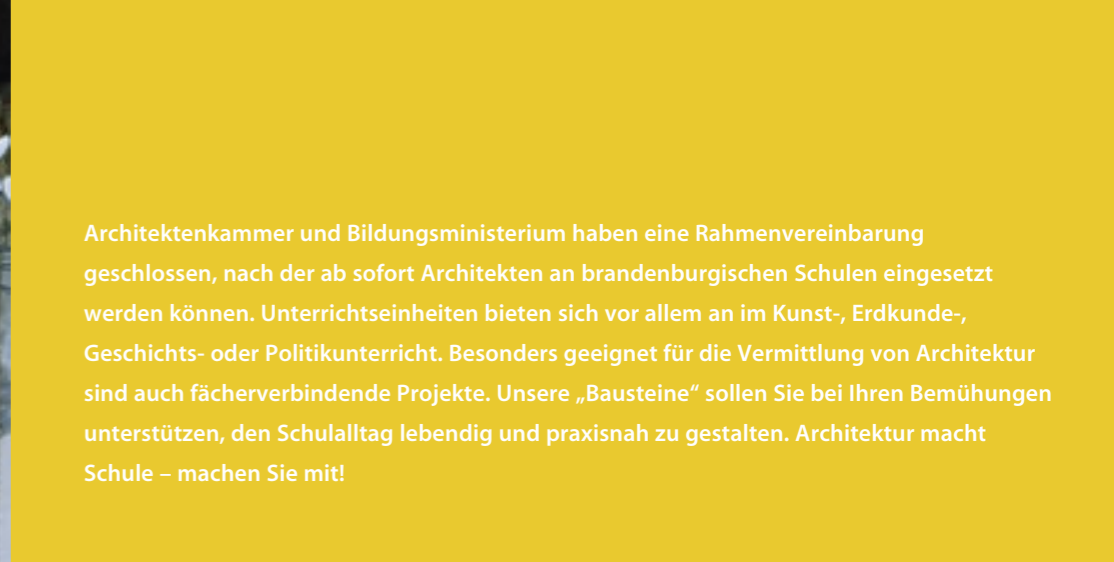 Architektenkammer und Bildungsministerium haben eine Rahmenvereinbarung
geschlossen, nach der ab sofort Architekten an brandenburgischen Schulen eingesetzt
werden können. Unterrichtseinheiten bieten sich vor allem an im Kunst-, Erdkunde-,
Geschichts- oder Politikunterricht. Besonders geeignet für die Vermittlung von Architektur
sind auch fächerverbindende Projekte. Unsere „Bausteine“ sollen Sie bei Ihren Bemühungen
unterstützen, den Schulalltag lebendig und praxisnah zu gestalten. Architektur macht
Schule – machen Sie mit!